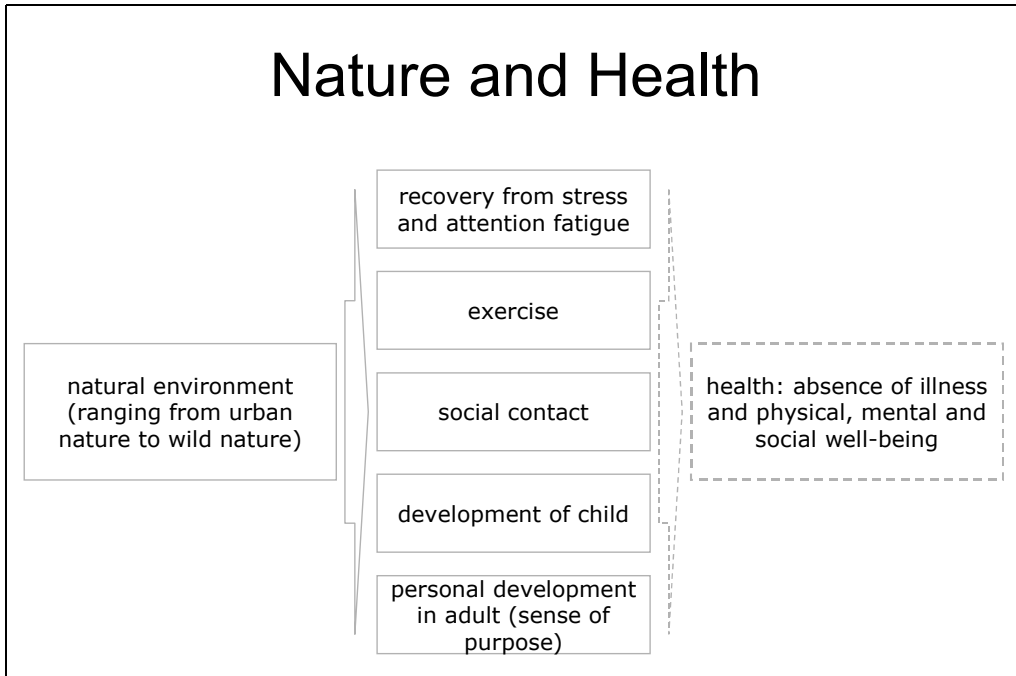 Nature and Health
recovery from stress
and attention fatigue
exercise
natural environment
(ranging from urban
nature to wild nature)
social contact
health: absence of illness
and physical, mental and
social well-being
development of child
personal development
in adult (sense of
purpose)